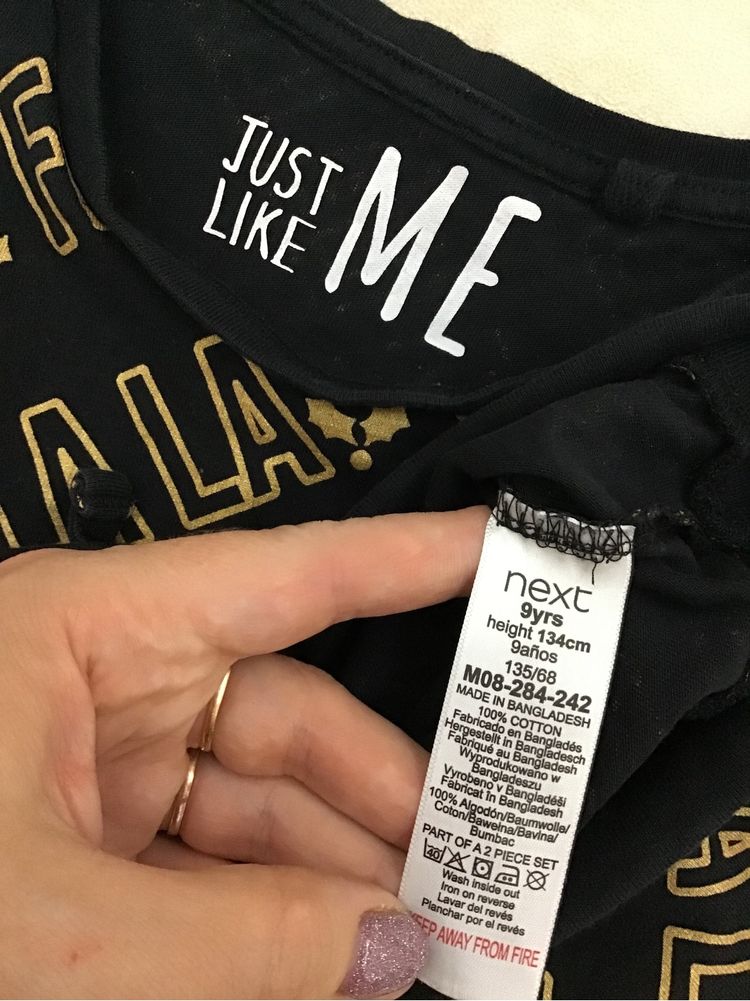 JUST
LIKE ME
F
ALA
next
9yrs
height 134cm
9años
135/68
M08-284-242
MADE IN BANGLADESH
100% COTTON
Fabricado en Bangladés
Hergestellt in Bangladesch
Fabriqué au Bangladesh
Wyprodukowano w
Bangladeszu
Vyrobeno v Bangladéši
Fabricat în Bangladesh
100% Algodón/Baumwolle/
Coton/Bawełna/Bavlna/
Bumbac
PART OF A 2 PIECE SET
40
Wash inside out
Iron on reverse
Lavar del revés
Planchar por el revés
KEEP AWAY FROM FIRE